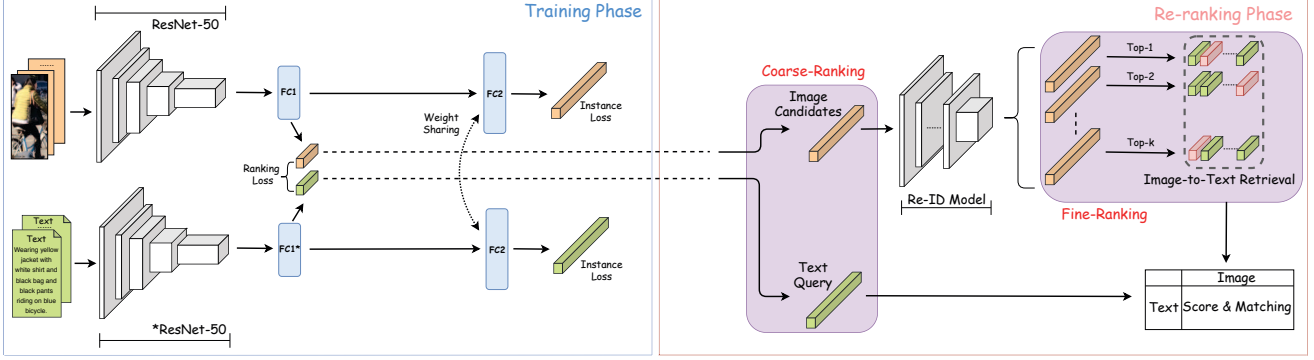 Training Phase
ResNet-50
FC1
FC2
Instance
Loss
Weight
Sharing
Ranking
Loss
Text
......
Text
Wearing yellow
jacket with
white shirt and
black bag and
black pants
riding on blue
bicycle.
FC1*
FC2
Instance
Loss
*ResNet-50
Re-ranking Phase
Coarse-Ranking
Image
Candidates
Text
Query
Re-ID Model
Top-1
Top-2
Top-k
Image-to-Text Retrieval
Fine-Ranking
Image
Text Score & Matching